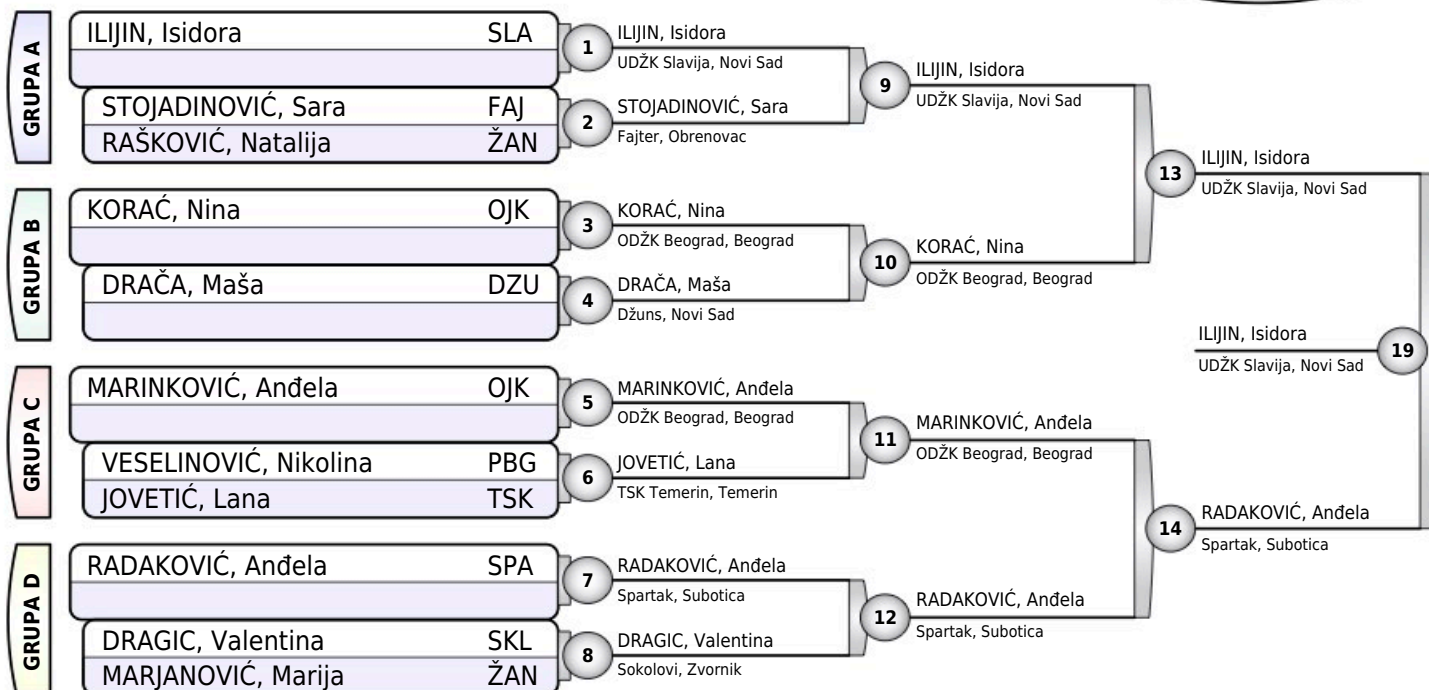 GRUPA A
ILIJIN, Isidora SLA
STOJADINOVIĆ, Sara FAJ
RAŠKOVIĆ, Natalija ŽAN
1
ILIJIN, Isidora
UDŽK Slavija, Novi Sad
2
STOJADINOVIĆ, Sara
Fajter, Obrenovac
9
ILIJIN, Isidora
UDŽK Slavija, Novi Sad
GRUPA B
KORAĆ, Nina OJK
DRAČA, Maša DZU
3
KORAĆ, Nina
ODŽK Beograd, Beograd
4
DRAČA, Maša
Džuns, Novi Sad
10
KORAĆ, Nina
ODŽK Beograd, Beograd
13
ILIJIN, Isidora
UDŽK Slavija, Novi Sad
GRUPA C
MARINKOVIĆ, Anđela OJK
VESELINOVIĆ, Nikolina PBG
JOVETIĆ, Lana TSK
5
MARINKOVIĆ, Anđela
ODŽK Beograd, Beograd
6
JOVETIĆ, Lana
TSK Temerin, Temerin
11
MARINKOVIĆ, Anđela
ODŽK Beograd, Beograd
GRUPA D
RADAKOVIĆ, Anđela SPA
DRAGIC, Valentina SKL
MARJANOVIĆ, Marija ŽAN
7
RADAKOVIĆ, Anđela
Spartak, Subotica
8
DRAGIC, Valentina
Sokolovi, Zvornik
12
RADAKOVIĆ, Anđela
Spartak, Subotica
14
RADAKOVIĆ, Anđela
Spartak, Subotica
ILIJIN, Isidora
UDŽK Slavija, Novi Sad
19